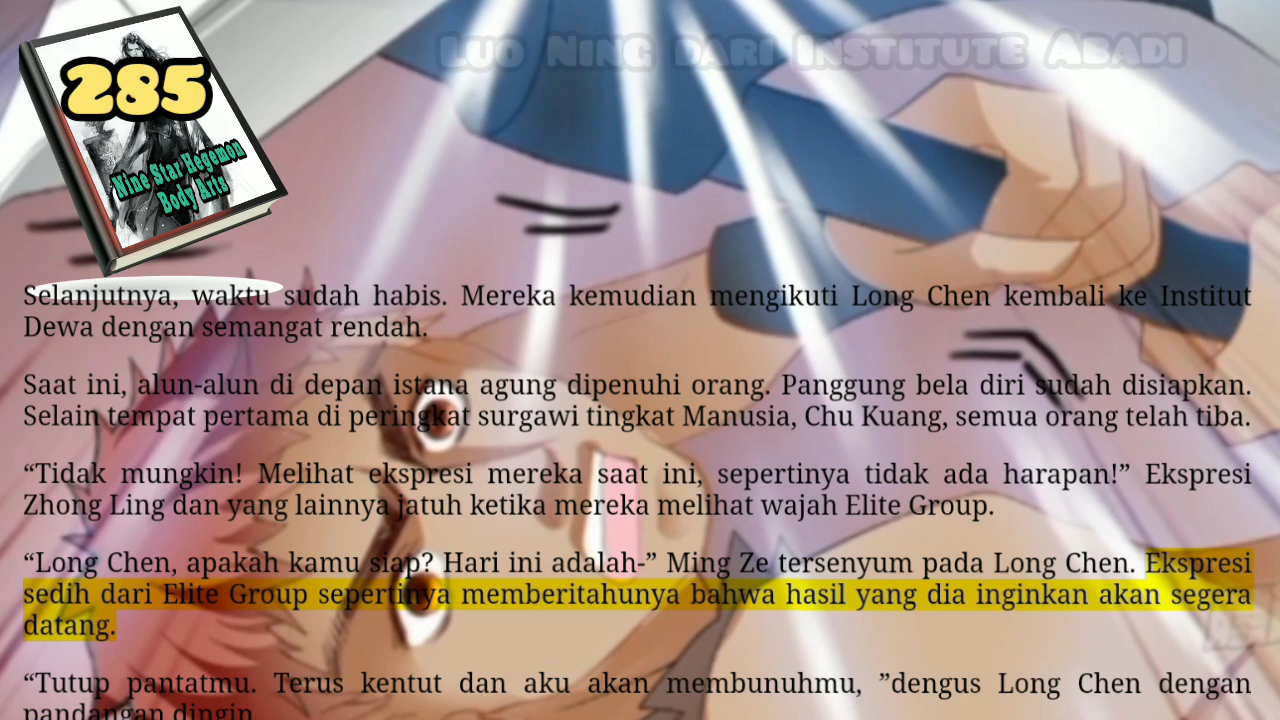 Luo Ning dari Institute Abadi
285
Nine Star Hegemon
Body Arts
Selanjutnya, waktu sudah habis. Mereka kemudian mengikuti Long Chen kembali ke Institut
Dewa dengan semangat rendah.
Saat ini, alun-alun di depan istana agung dipenuhi orang. Panggung bela diri sudah disiapkan.
Selain tempat pertama di peringkat surgawi tingkat Manusia, Chu Kuang, semua orang telah tiba.
“Tidak mungkin! Melihat ekspresi mereka saat ini, sepertinya tidak ada harapan!” Ekspresi
Zhong Ling dan yang lainnya jatuh ketika mereka melihat wajah Elite Group.
“Long Chen, apakah kamu siap? Hari ini adalah-” Ming Ze tersenyum pada Long Chen. Ekspresi
sedih dari Elite Group sepertinya memberitahunya bahwa hasil yang dia inginkan akan segera
datang.
“Tutup pantatmu. Terus kentut dan aku akan membunuhmu, ”dengus Long Chen dengan
pandangan dingin.